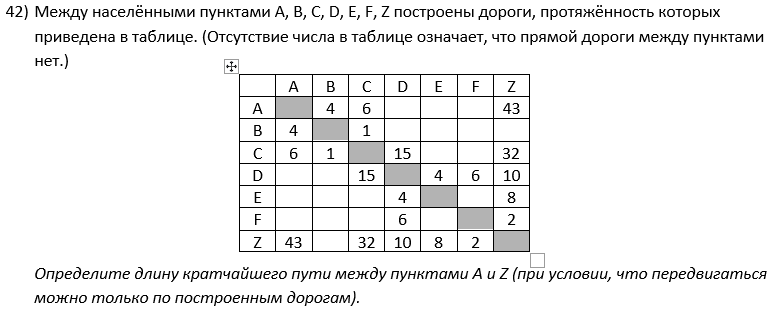 42) Между населёнными пунктами A, B, C, D, E, F, Z построены дороги, протяжённость которых
приведена в таблице. (Отсутствие числа в таблице означает, что прямой дороги между пунктами
нет.)
A B C D E F Z
A 4 6 43
B 4 1
C 6 1 15 32
D 15 4 6 10
E 4 8
F 6 2
Z 43 32 10 8 2
Определите длину кратчайшего пути между пунктами A и Z (при условии, что передвигаться
можно только по построенным дорогам).